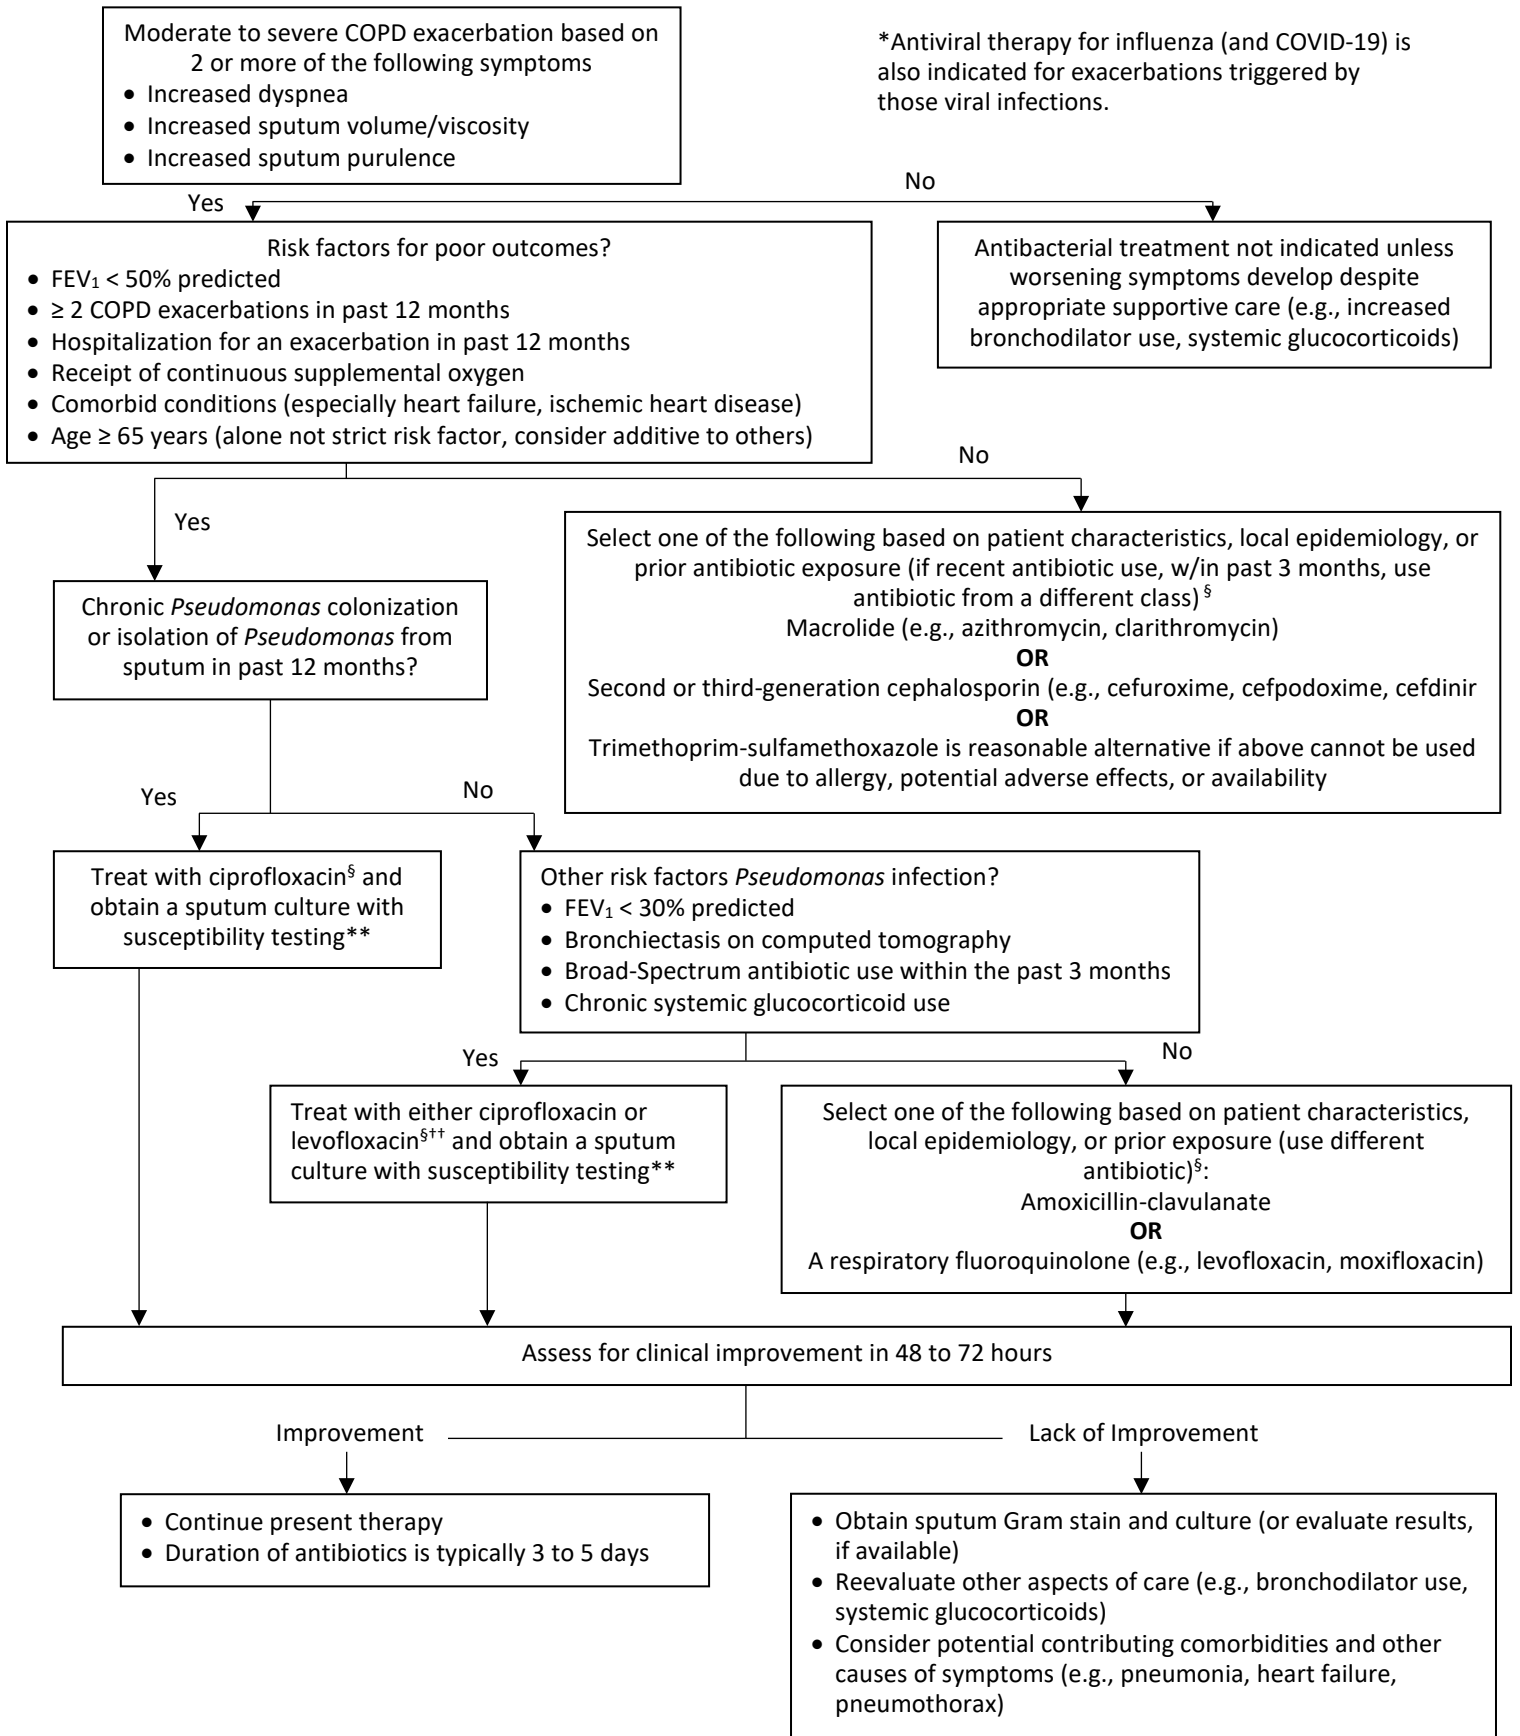 Moderate to severe COPD exacerbation based on
2 or more of the following symptoms
• Increased dyspnea
• Increased sputum volume/viscosity
• Increased sputum purulence
*Antiviral therapy for influenza (and COVID-19) is
also indicated for exacerbations triggered by
those viral infections.
Yes
No
Risk factors for poor outcomes?
• FEV₁ < 50% predicted
• ≥ 2 COPD exacerbations in past 12 months
• Hospitalization for an exacerbation in past 12 months
• Receipt of continuous supplemental oxygen
• Comorbid conditions (especially heart failure, ischemic heart disease)
• Age ≥ 65 years (alone not strict risk factor, consider additive to others)
Antibacterial treatment not indicated unless
worsening symptoms develop despite
appropriate supportive care (e.g., increased
bronchodilator use, systemic glucocorticoids)
Yes
No
Chronic Pseudomonas colonization
or isolation of Pseudomonas from
sputum in past 12 months?
Select one of the following based on patient characteristics, local epidemiology, or
prior antibiotic exposure (if recent antibiotic use, w/in past 3 months, use
antibiotic from a different class) §
Macrolide (e.g., azithromycin, clarithromycin)
OR
Second or third-generation cephalosporin (e.g., cefuroxime, cefpodoxime, cefdinir
OR
Trimethoprim-sulfamethoxazole is reasonable alternative if above cannot be used
due to allergy, potential adverse effects, or availability
Yes
No
Treat with ciprofloxacin§ and
obtain a sputum culture with
susceptibility testing**
Other risk factors Pseudomonas infection?
• FEV₁ < 30% predicted
• Bronchiectasis on computed tomography
• Broad-Spectrum antibiotic use within the past 3 months
• Chronic systemic glucocorticoid use
Yes
No
Treat with either ciprofloxacin or
levofloxacin§†† and obtain a sputum
culture with susceptibility testing**
Select one of the following based on patient characteristics,
local epidemiology, or prior exposure (use different
antibiotic)§:
Amoxicillin-clavulanate
OR
A respiratory fluoroquinolone (e.g., levofloxacin, moxifloxacin)
Assess for clinical improvement in 48 to 72 hours
Improvement
Lack of Improvement
• Continue present therapy
• Duration of antibiotics is typically 3 to 5 days
• Obtain sputum Gram stain and culture (or evaluate results,
if available)
• Reevaluate other aspects of care (e.g., bronchodilator use,
systemic glucocorticoids)
• Consider potential contributing comorbidities and other
causes of symptoms (e.g., pneumonia, heart failure,
pneumothorax)